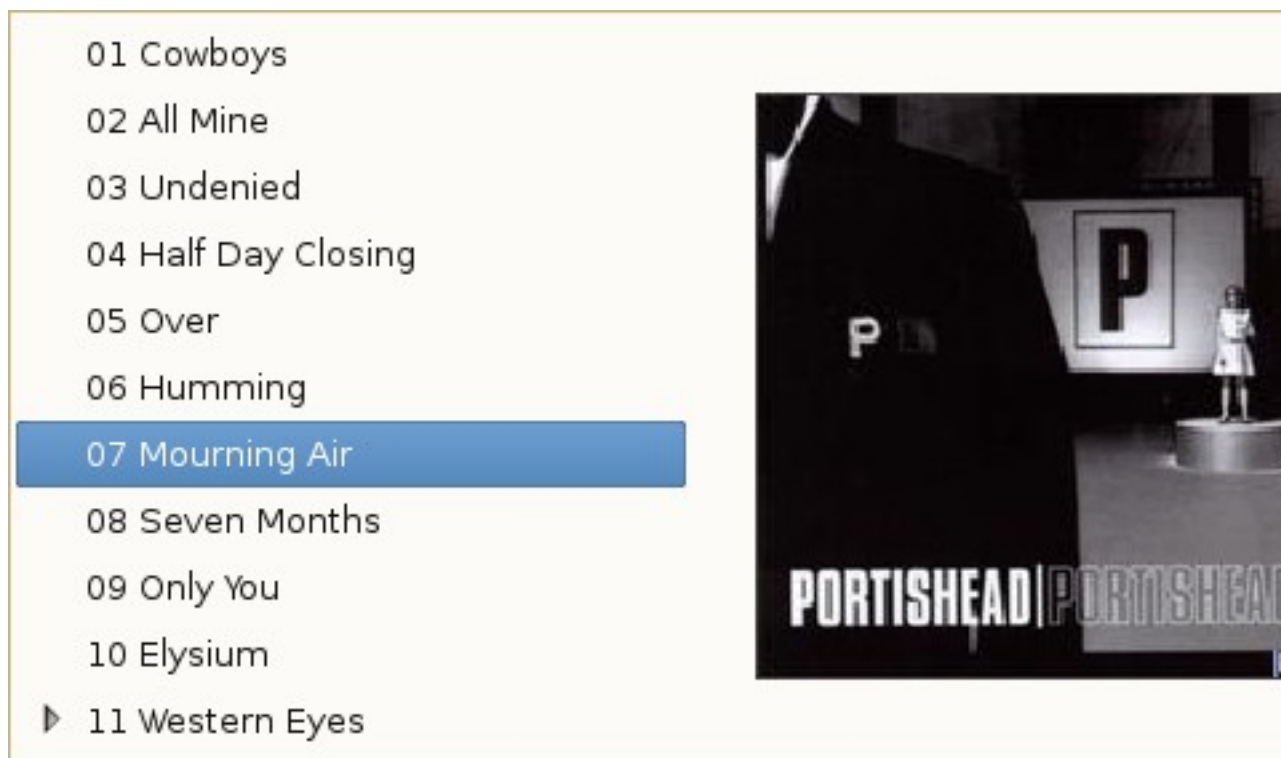 01 Cowboys
02 All Mine
03 Undenied
04 Half Day Closing
05 Over
06 Humming
07 Mourning Air
08 Seven Months
09 Only You
10 Elysium
11 Western Eyes
P
P
PORTISHEAD|PORTISHEAD